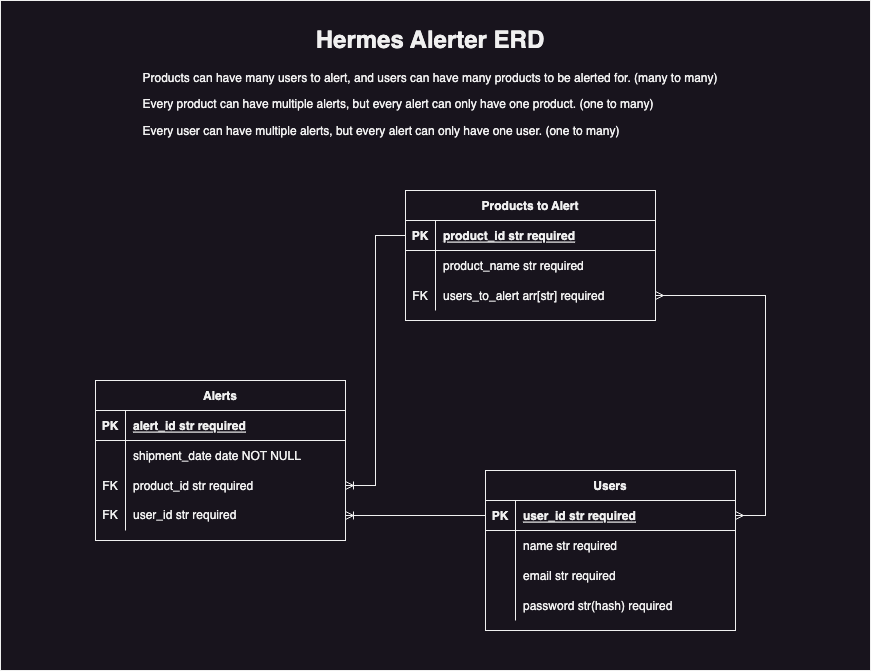 Hermes Alerter ERD
Products can have many users to alert, and users can have many products to be alerted for. (many to many)
Every product can have multiple alerts, but every alert can only have one product. (one to many)
Every user can have multiple alerts, but every alert can only have one user. (one to many)
Products to Alert
PK product_id str required
product_name str required
FK users_to_alert arr[str] required
Alerts
PK alert_id str required
shipment_date date NOT NULL
FK product_id str required
FK user_id str required
Users
PK user_id str required
name str required
email str required
password str(hash) required